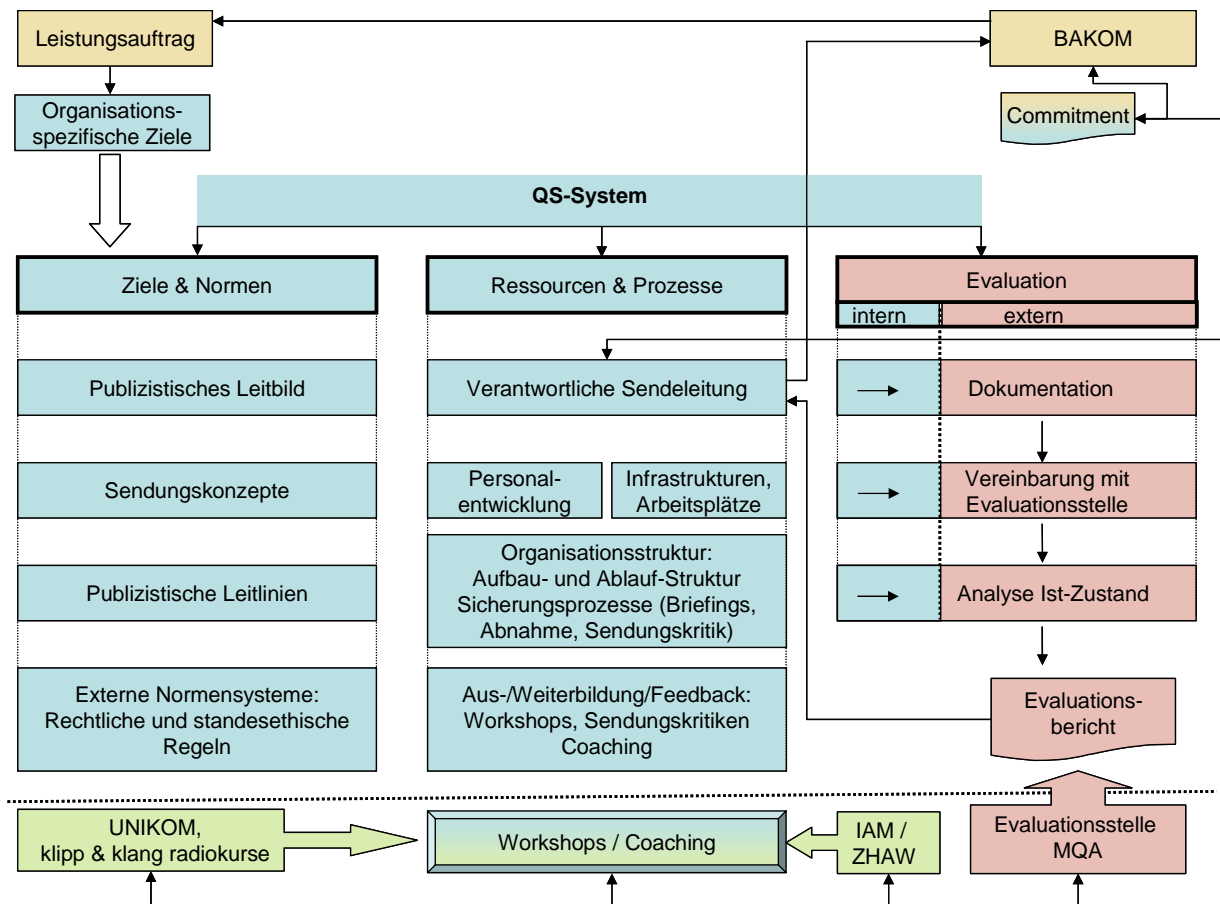 Leistungsauftrag
BAKOM
Organisations-
spezifische Ziele
Commitment
QS-System
Ziele & Normen
Ressourcen & Prozesse
Evaluation
intern
extern
Publizistisches Leitbild
Verantwortliche Sendeleitung
Dokumentation
Sendungskonzepte
Personal-
entwicklung
Infrastrukturen,
Arbeitsplätze
Vereinbarung mit
Evaluationsstelle
Publizistische Leitlinien
Organisationsstruktur:
Aufbau- und Ablauf-Struktur
Sicherungsprozesse (Briefings,
Abnahme, Sendungskritik)
Analyse Ist-Zustand
Externe Normensysteme:
Rechtliche und standesethische
Regeln
Aus-/Weiterbildung/Feedback:
Workshops, Sendungskritiken
Coaching
Evaluations-
bericht
UNIKOM,
klipp & klang radiokurse
Workshops / Coaching
IAM /
ZHAW
Evaluationsstelle
MQA